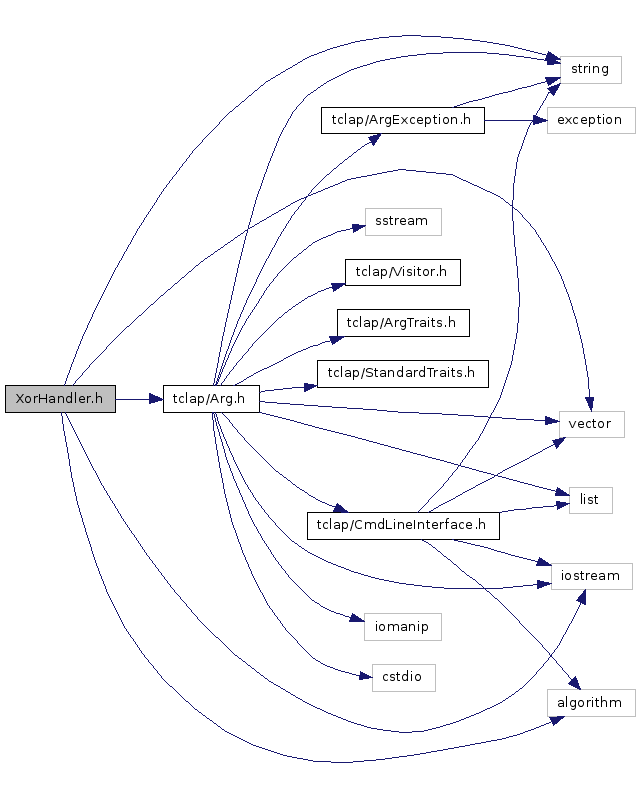 string
tclap/ArgException.h
exception
sstream
tclap/Visitor.h
tclap/ArgTraits.h
tclap/StandardTraits.h
XorHandler.h
tclap/Arg.h
vector
list
tclap/CmdLineInterface.h
iostream
iomanip
cstdio
algorithm